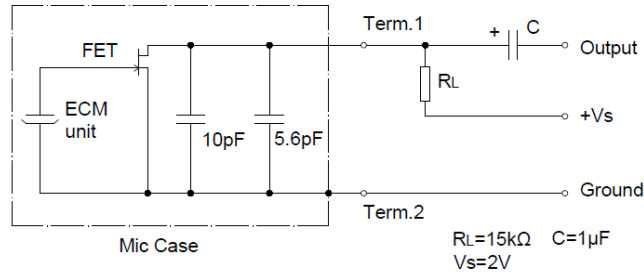 Term.1
+ C
FET
Output
RL
ECM
unit
+Vs
10pF
5.6pF
Ground
Term.2
Mic Case
RL=15kΩ C=1µF
Vs=2V